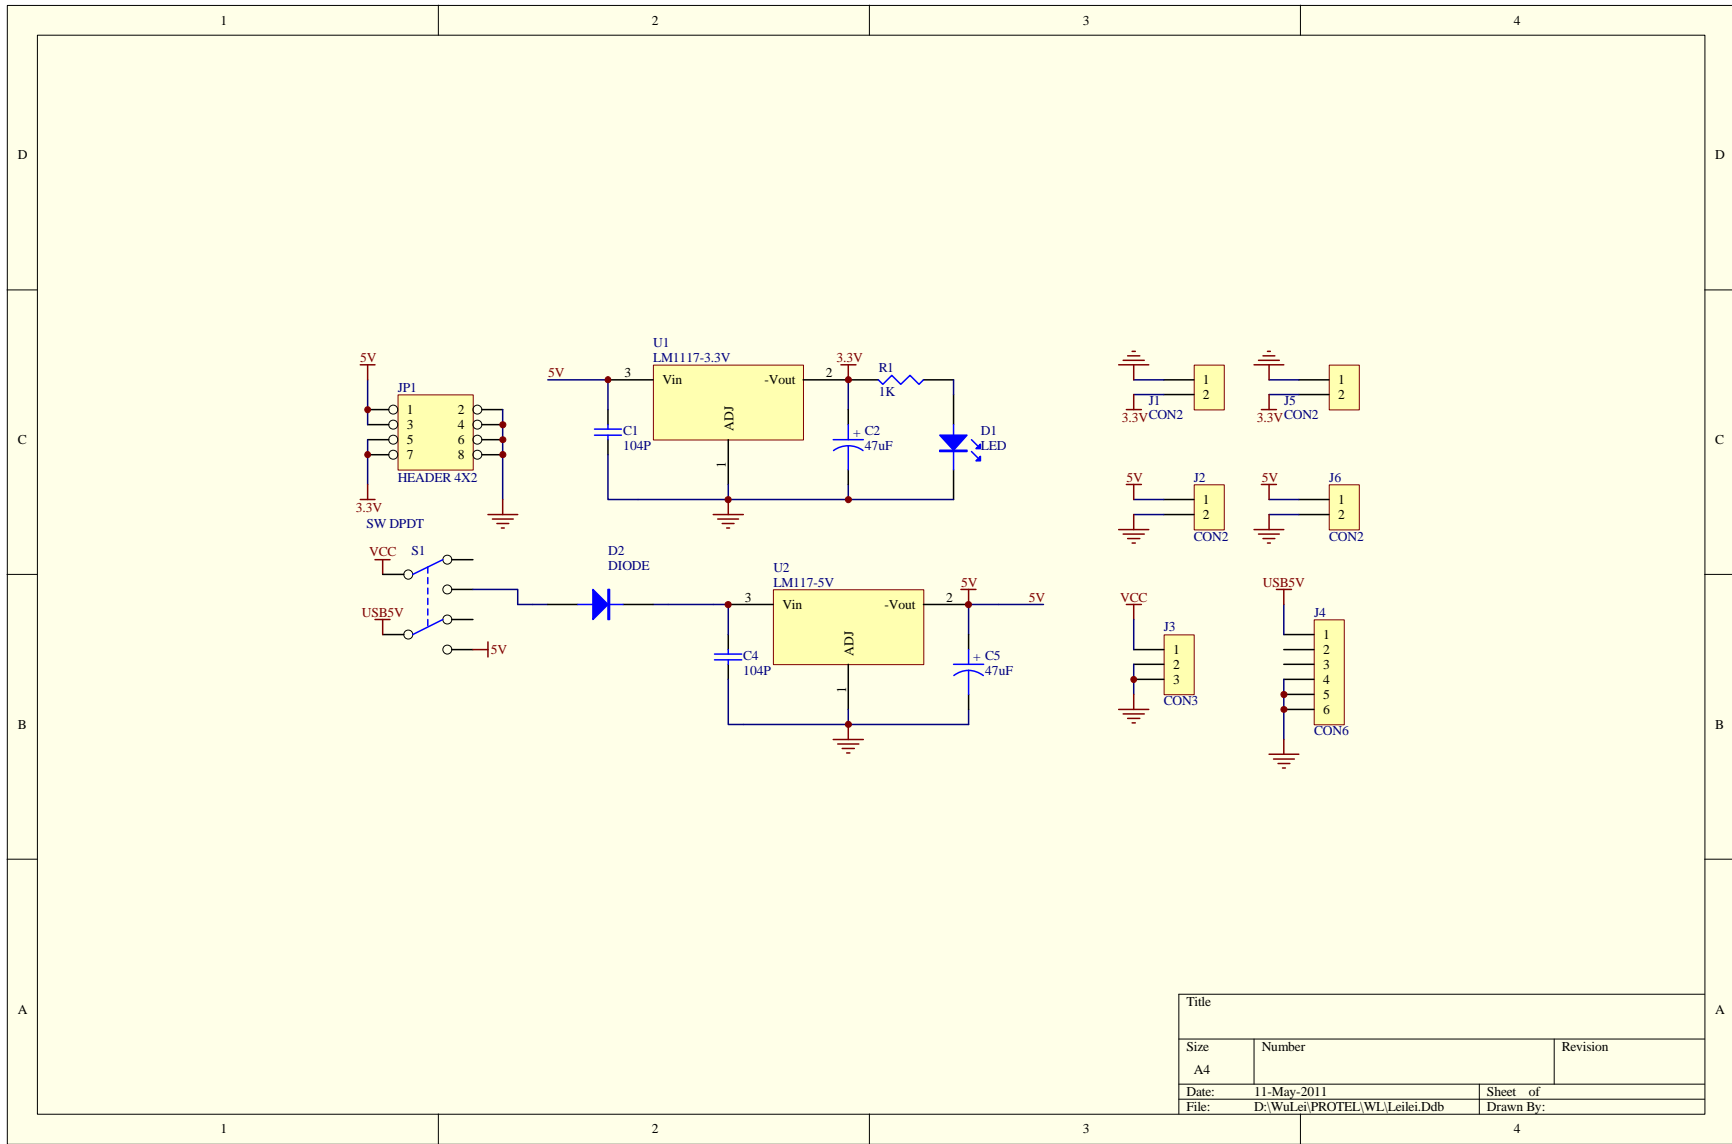 1 2 3 4
D D
C C
B B
A A
1 2 3 4
5V
JP1
1 2
3 4
5 6
7 8
HEADER 4X2
3.3V
SW DPDT
U1
LM1117-3.3V
5V
3 Vin -Vout 2
ADJ
1
C1
104P
3.3V
R1
1K
+ C2
47uF
D1
LED
VCC S1
USB5V
5V
D2
DIODE
U2
LM117-5V
3 Vin -Vout 2
ADJ
1
C4
104P
5V
5V
+ C5
47uF
1
2
J1
3.3V CON2
1
2
J5
3.3V CON2
5V J2
1
2
CON2
5V J6
1
2
CON2
VCC
J3
1
2
3
CON3
USB5V
J4
1
2
3
4
5
6
CON6
Title
Size Number Revision
A4
Date: 11-May-2011 Sheet of
File: D:\WuLei\PROTEL\WL\Leilei.Ddb Drawn By: